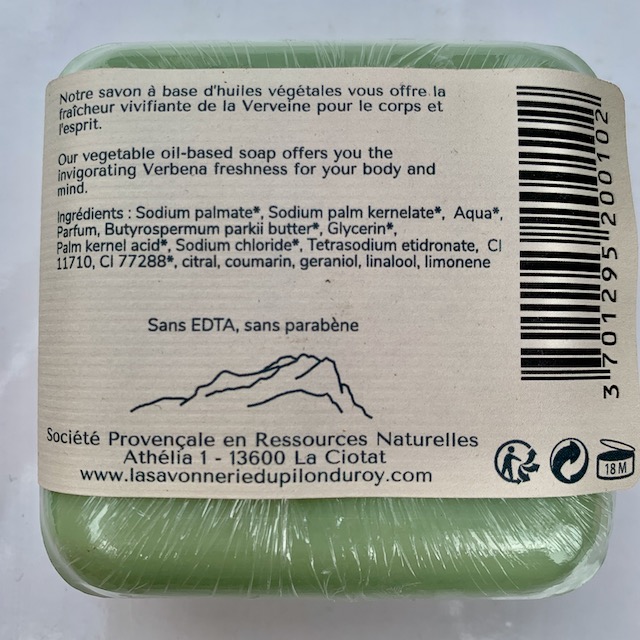 Notre savon à base d'huiles végétales vous offre la
fraîcheur vivifiante de la Verveine pour le corps et
l'esprit.
Our vegetable oil-based soap offers you the
invigorating Verbena freshness for your body and
mind.
Ingrédients : Sodium palmate*, Sodium palm kernelate*, Aqua*,
Parfum, Butyrospermum parkii butter*, Glycerin*,
Palm kernel acid*, Sodium chloride*, Tetrasodium etidronate, CI
11710, CI 77288*, citral, coumarin, geraniol, linalool, limonene
Sans EDTA, sans parabène
Société Provençale en Ressources Naturelles
Athélia 1 - 13600 La Ciotat
www.lasavonneriedupilonduroy.com
3 701295 200102
18 M